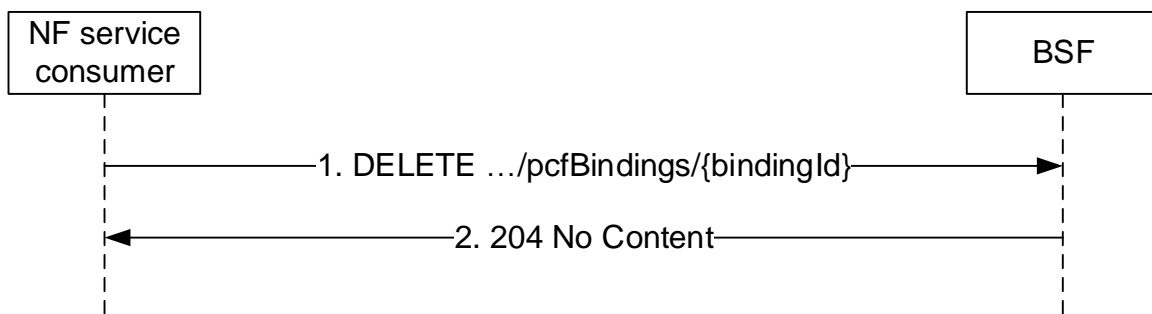 NF service
consumer
BSF
1. DELETE …/pcfBindings/{bindingId}
2. 204 No Content